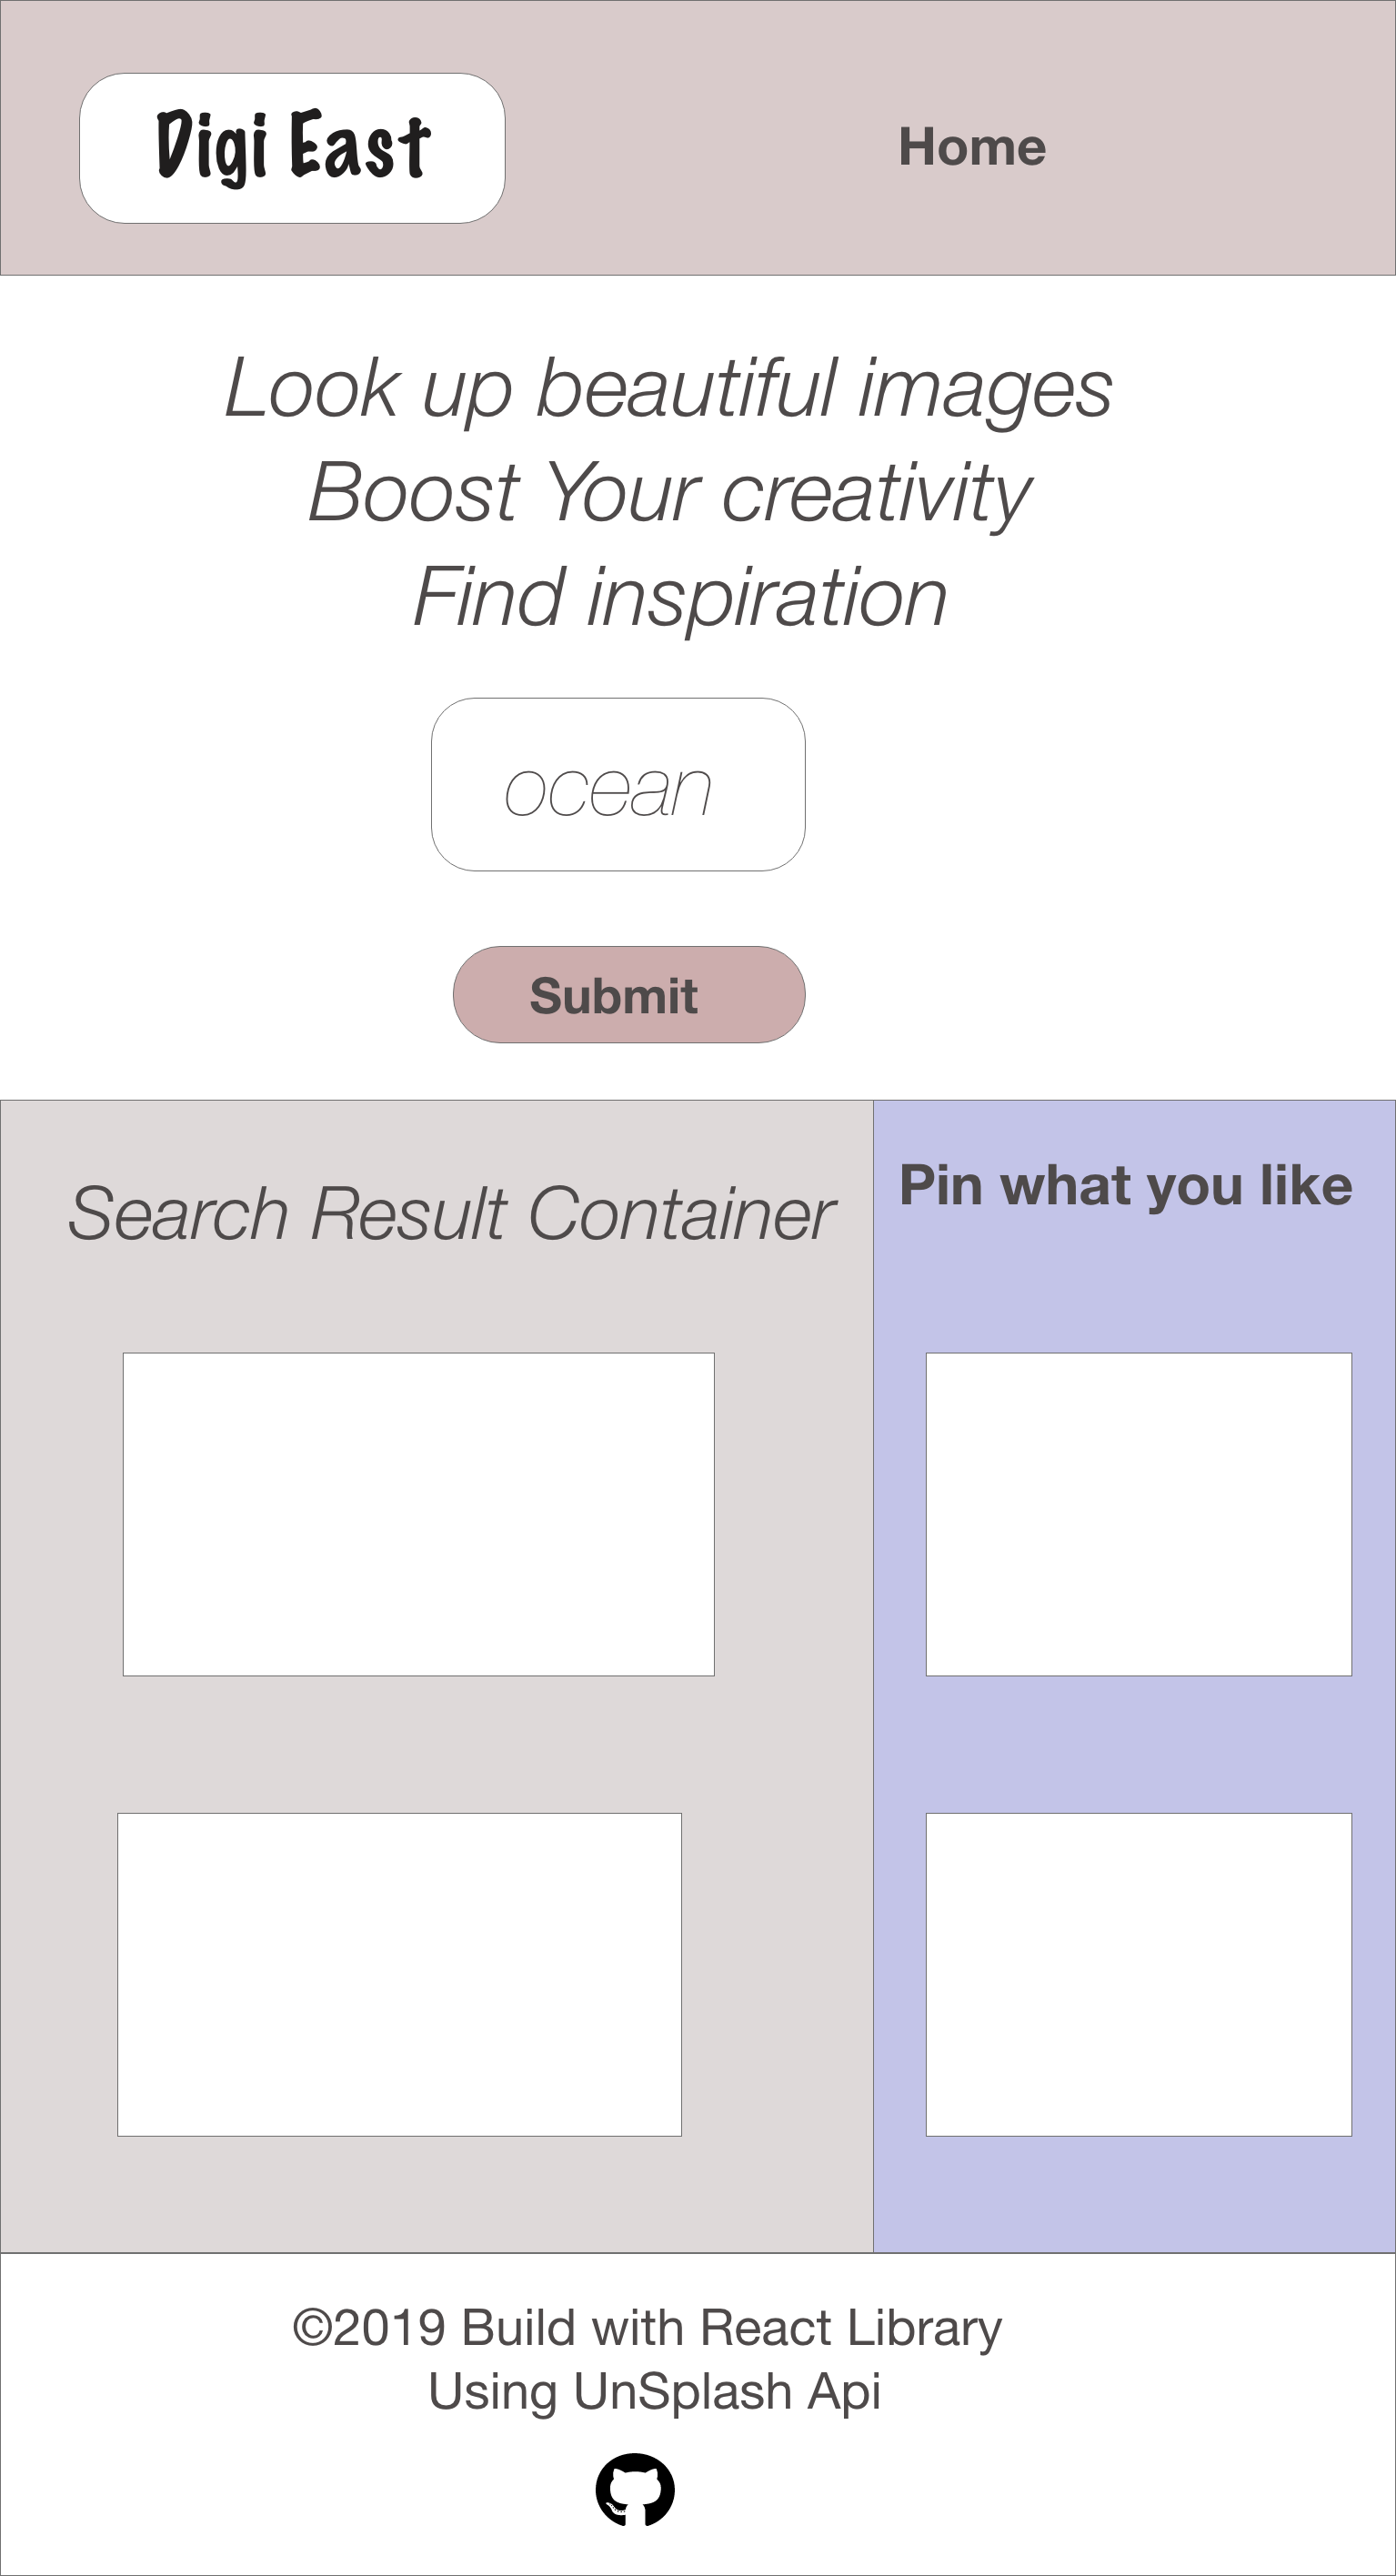 Digi East
Home
Look up beautiful images
Boost Your creativity
Find inspiration
ocean
Submit
Search Result Container
Pin what you like
©2019 Build with React Library
Using UnSplash Api